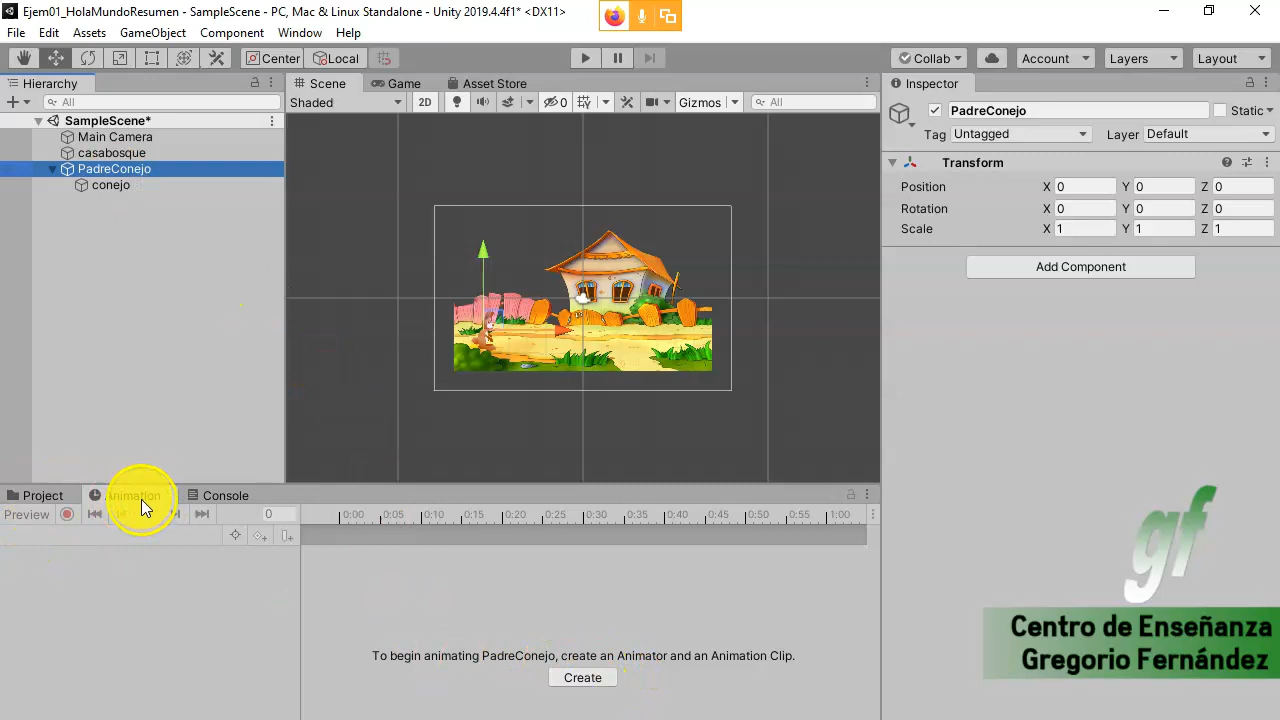 Ejem01_HolaMundoResumen - SampleScene - PC, Mac & Linux Standalone - Unity 2019.4.4f1* <DX11>
File Edit Assets GameObject Component Window Help
Center Local Collab Account Layers Layout
Hierarchy Scene Game Asset Store Inspector
All Shaded 2D 0 Gizmos All
SampleScene*
Main Camera
casabosque
PadreConejo
conejo
PadreConejo Static
Tag Untagged Layer Default
Transform
Position X 0 Y 0 Z 0
Rotation X 0 Y 0 Z 0
Scale X 1 Y 1 Z 1
Add Component
Project Animation Console
Preview 0 0:00 0:05 0:10 0:15 0:20 0:25 0:30 0:35 0:40 0:45 0:50 0:55 1:00
To begin animating PadreConejo, create an Animator and an Animation Clip.
Create
gf
Centro de Enseñanza
Gregorio Fernández